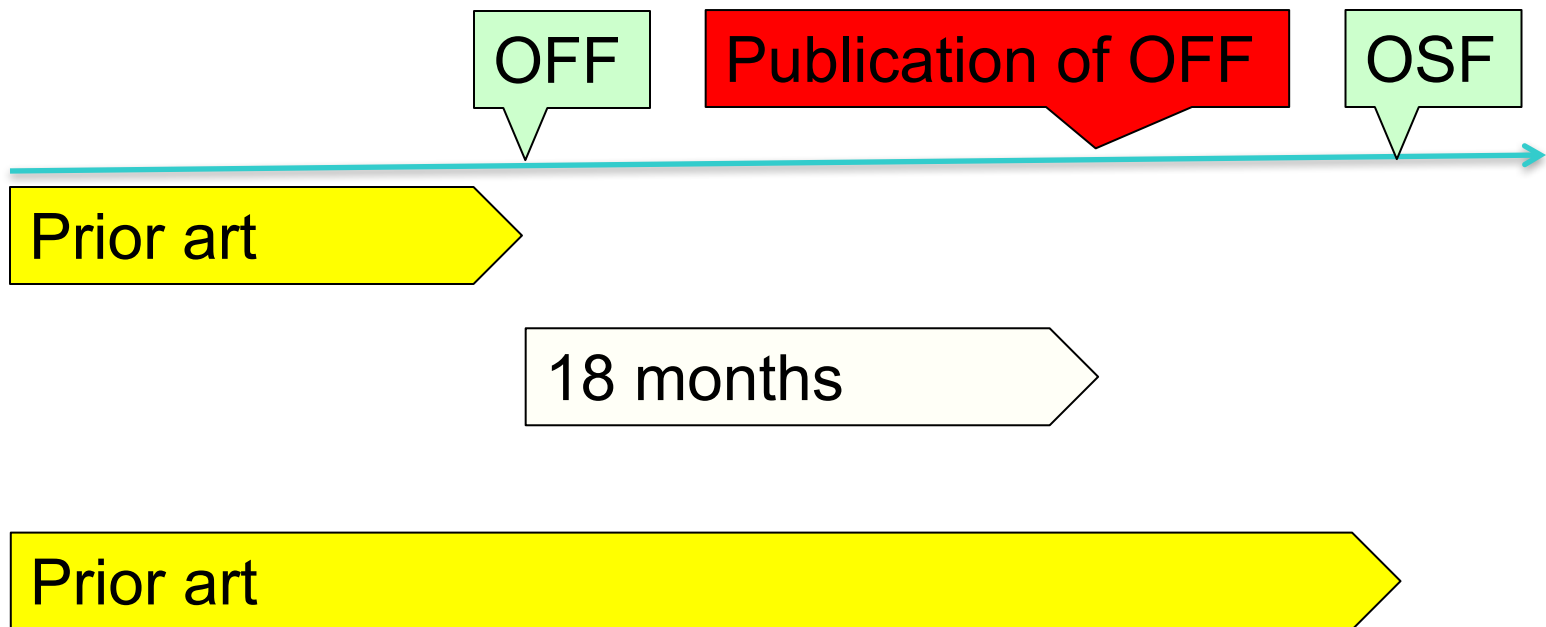 OFF
Publication of OFF
OSF
Prior art
18 months
Prior art